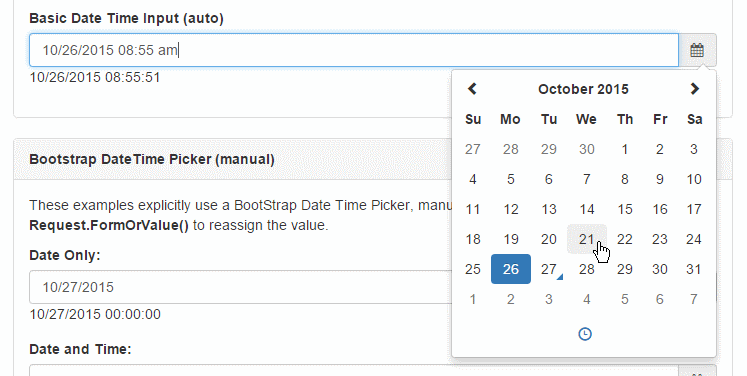 Basic Date Time Input (auto)
10/26/2015 08:55 am
10/26/2015 08:55:51
October 2015
Su Mo Tu We Th Fr Sa
27 28 29 30 1 2 3
4 5 6 7 8 9 10
11 12 13 14 15 16 17
18 19 20 21 22 23 24
25 26 27 28 29 30 31
1 2 3 4 5 6 7
Bootstrap DateTime Picker (manual)
These examples explicitly use a BootStrap Date Time Picker, manu
Request.FormOrValue() to reassign the value.
Date Only:
10/27/2015
10/27/2015 00:00:00
Date and Time: